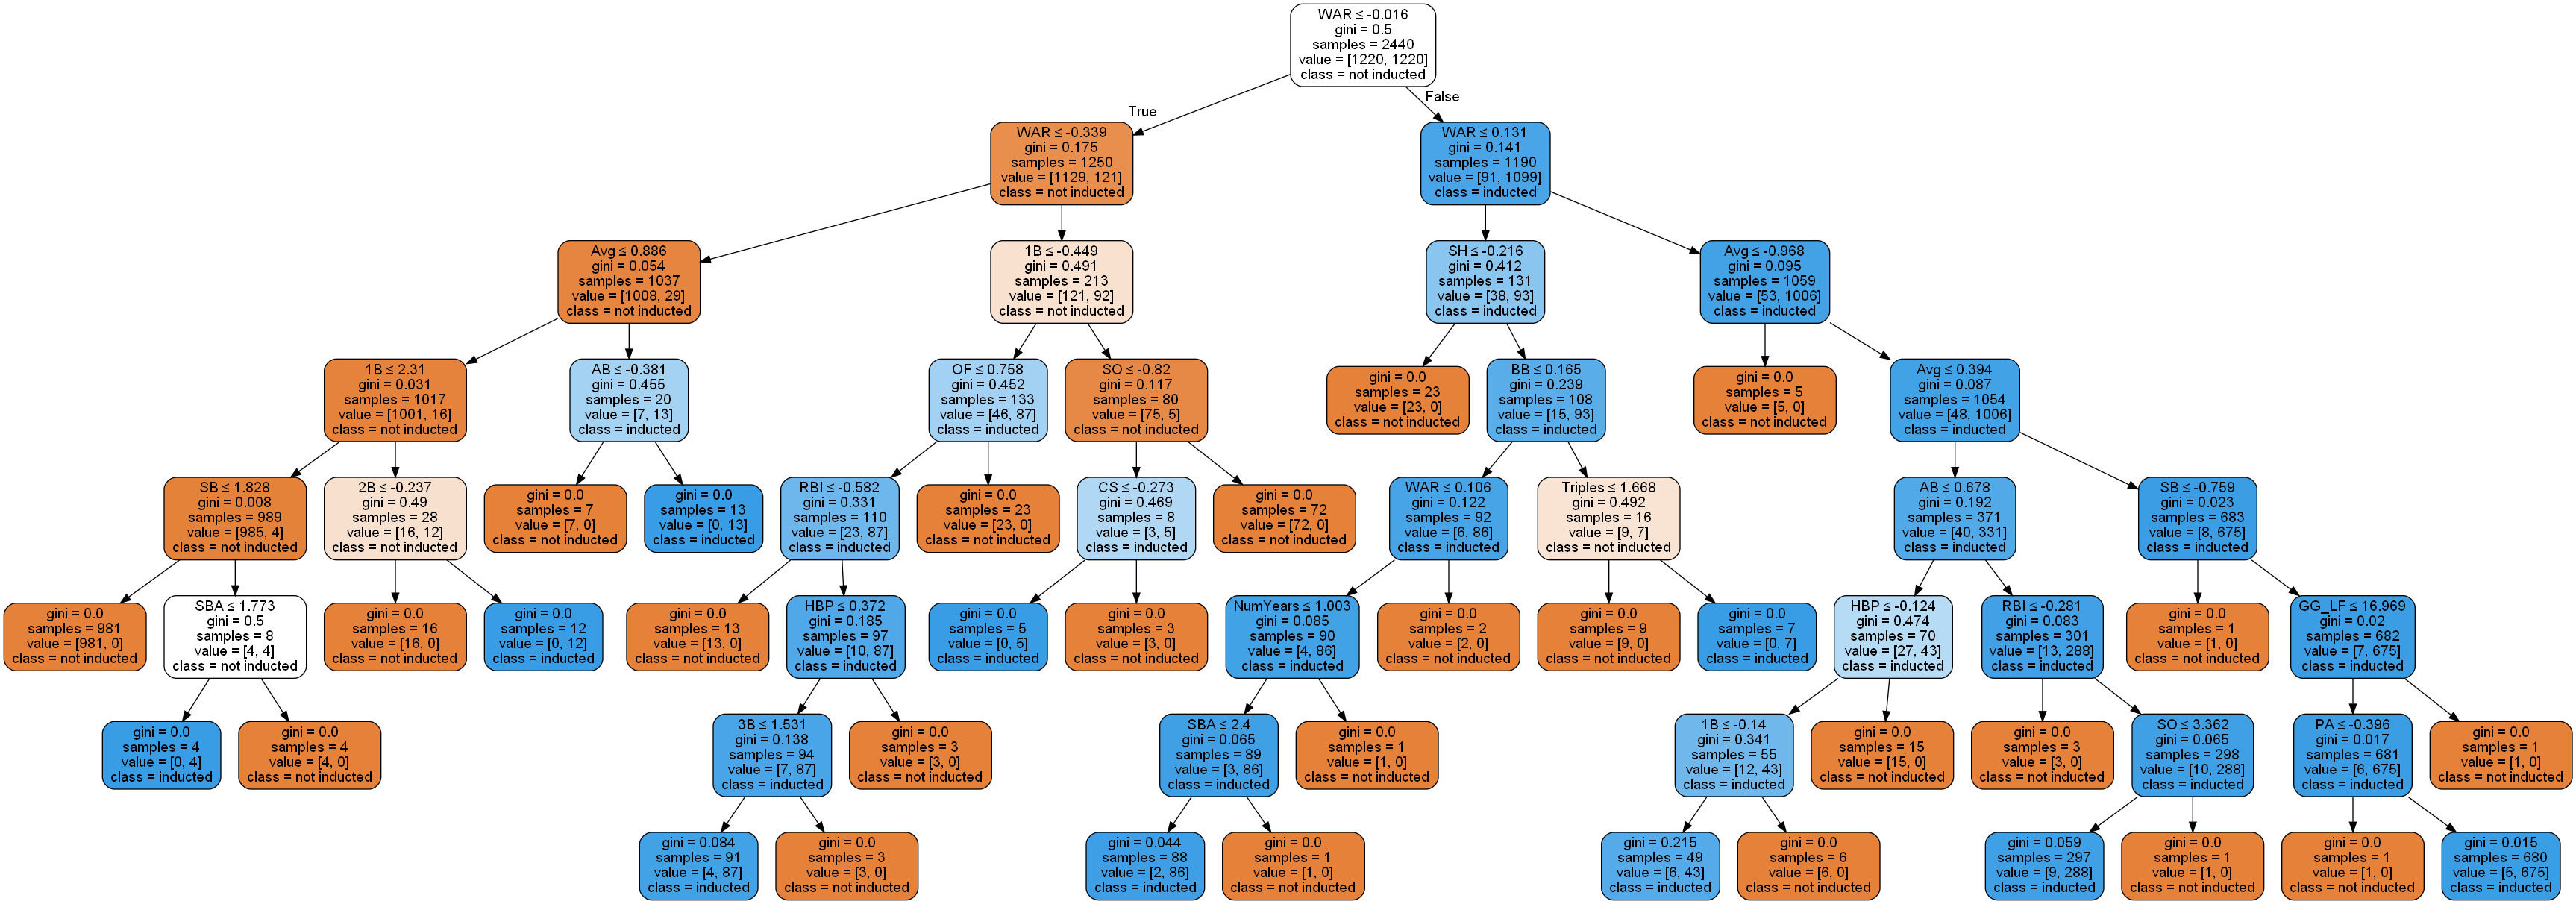 WAR ≤ -0.016
gini = 0.5
samples = 2440
value = [1220, 1220]
class = not inducted
True
False
WAR ≤ -0.339
gini = 0.175
samples = 1250
value = [1129, 121]
class = not inducted
WAR ≤ 0.131
gini = 0.141
samples = 1190
value = [91, 1099]
class = inducted
Avg ≤ 0.886
gini = 0.054
samples = 1037
value = [1008, 29]
class = not inducted
1B ≤ -0.449
gini = 0.491
samples = 213
value = [121, 92]
class = not inducted
SH ≤ -0.216
gini = 0.412
samples = 131
value = [38, 93]
class = inducted
Avg ≤ -0.968
gini = 0.095
samples = 1059
value = [53, 1006]
class = inducted
1B ≤ 2.31
gini = 0.031
samples = 1017
value = [1001, 16]
class = not inducted
AB ≤ -0.381
gini = 0.455
samples = 20
value = [7, 13]
class = inducted
OF ≤ 0.758
gini = 0.452
samples = 133
value = [46, 87]
class = inducted
SO ≤ -0.82
gini = 0.117
samples = 80
value = [75, 5]
class = not inducted
gini = 0.0
samples = 23
value = [23, 0]
class = not inducted
BB ≤ 0.165
gini = 0.239
samples = 108
value = [15, 93]
class = inducted
gini = 0.0
samples = 5
value = [5, 0]
class = not inducted
Avg ≤ 0.394
gini = 0.087
samples = 1054
value = [48, 1006]
class = inducted
SB ≤ 1.828
gini = 0.008
samples = 989
value = [985, 4]
class = not inducted
2B ≤ -0.237
gini = 0.49
samples = 28
value = [16, 12]
class = not inducted
gini = 0.0
samples = 7
value = [7, 0]
class = not inducted
gini = 0.0
samples = 13
value = [0, 13]
class = inducted
RBI ≤ -0.582
gini = 0.331
samples = 110
value = [23, 87]
class = inducted
gini = 0.0
samples = 23
value = [23, 0]
class = not inducted
CS ≤ -0.273
gini = 0.469
samples = 8
value = [3, 5]
class = inducted
gini = 0.0
samples = 72
value = [72, 0]
class = not inducted
WAR ≤ 0.106
gini = 0.122
samples = 92
value = [6, 86]
class = inducted
Triples ≤ 1.668
gini = 0.492
samples = 16
value = [9, 7]
class = not inducted
AB ≤ 0.678
gini = 0.192
samples = 371
value = [40, 331]
class = inducted
SB ≤ -0.759
gini = 0.023
samples = 683
value = [8, 675]
class = inducted
gini = 0.0
samples = 981
value = [981, 0]
class = not inducted
SBA ≤ 1.773
gini = 0.5
samples = 8
value = [4, 4]
class = not inducted
gini = 0.0
samples = 16
value = [16, 0]
class = not inducted
gini = 0.0
samples = 12
value = [0, 12]
class = inducted
gini = 0.0
samples = 13
value = [13, 0]
class = not inducted
HBP ≤ 0.372
gini = 0.185
samples = 97
value = [10, 87]
class = inducted
gini = 0.0
samples = 5
value = [0, 5]
class = inducted
gini = 0.0
samples = 3
value = [3, 0]
class = not inducted
NumYears ≤ 1.003
gini = 0.085
samples = 90
value = [4, 86]
class = inducted
gini = 0.0
samples = 2
value = [2, 0]
class = not inducted
gini = 0.0
samples = 9
value = [9, 0]
class = not inducted
gini = 0.0
samples = 7
value = [0, 7]
class = inducted
HBP ≤ -0.124
gini = 0.474
samples = 70
value = [27, 43]
class = inducted
RBI ≤ -0.281
gini = 0.083
samples = 301
value = [13, 288]
class = inducted
gini = 0.0
samples = 1
value = [1, 0]
class = not inducted
GG_LF ≤ 16.969
gini = 0.02
samples = 682
value = [7, 675]
class = inducted
gini = 0.0
samples = 4
value = [0, 4]
class = inducted
gini = 0.0
samples = 4
value = [4, 0]
class = not inducted
3B ≤ 1.531
gini = 0.138
samples = 94
value = [7, 87]
class = inducted
gini = 0.0
samples = 3
value = [3, 0]
class = not inducted
SBA ≤ 2.4
gini = 0.065
samples = 89
value = [3, 86]
class = inducted
gini = 0.0
samples = 1
value = [1, 0]
class = not inducted
1B ≤ -0.14
gini = 0.341
samples = 55
value = [12, 43]
class = inducted
gini = 0.0
samples = 15
value = [15, 0]
class = not inducted
gini = 0.0
samples = 3
value = [3, 0]
class = not inducted
SO ≤ 3.362
gini = 0.065
samples = 298
value = [10, 288]
class = inducted
PA ≤ -0.396
gini = 0.017
samples = 681
value = [6, 675]
class = inducted
gini = 0.0
samples = 1
value = [1, 0]
class = not inducted
gini = 0.084
samples = 91
value = [4, 87]
class = inducted
gini = 0.0
samples = 3
value = [3, 0]
class = not inducted
gini = 0.044
samples = 88
value = [2, 86]
class = inducted
gini = 0.0
samples = 1
value = [1, 0]
class = not inducted
gini = 0.215
samples = 49
value = [6, 43]
class = inducted
gini = 0.0
samples = 6
value = [6, 0]
class = not inducted
gini = 0.059
samples = 297
value = [9, 288]
class = inducted
gini = 0.0
samples = 1
value = [1, 0]
class = not inducted
gini = 0.0
samples = 1
value = [1, 0]
class = not inducted
gini = 0.015
samples = 680
value = [5, 675]
class = inducted